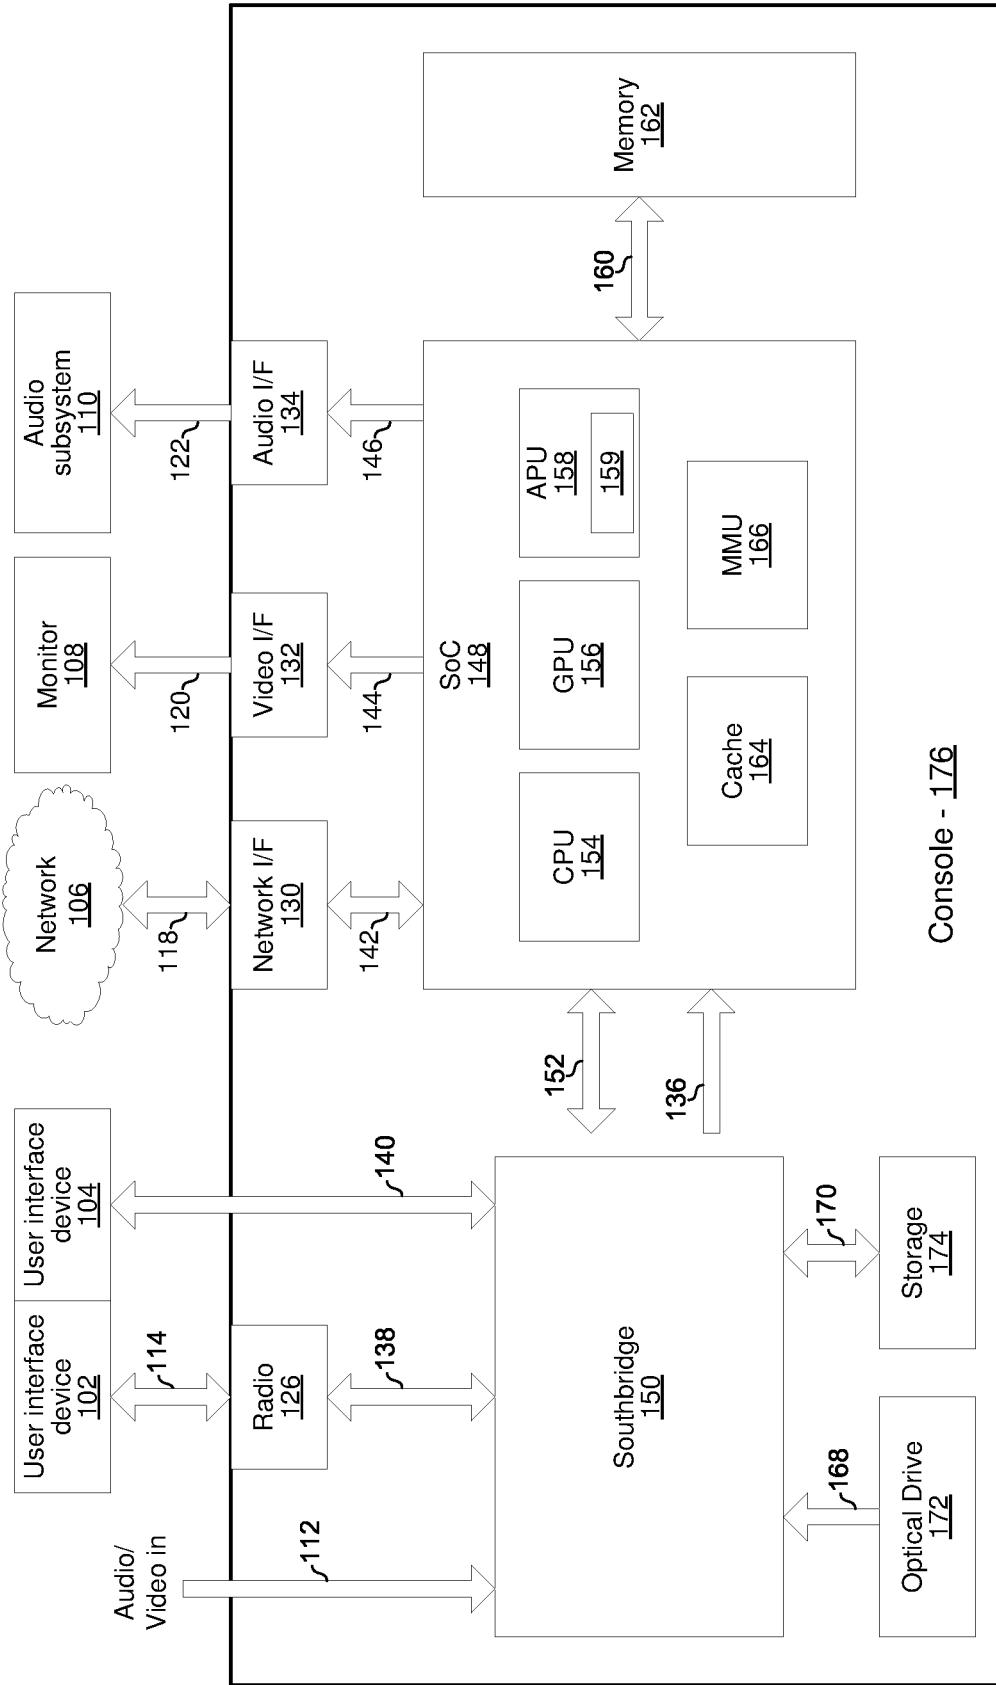 Audio/
Video in
User interface
device
102
User interface
device
104
Network
106
Monitor
108
Audio
subsystem
110
112
114
118
120
122
Radio
126
Network I/F
130
Video I/F
132
Audio I/F
134
138
140
142
144
146
SoC
148
CPU
154
GPU
156
APU
158
159
Cache
164
MMU
166
152
136
160
Memory
162
Southbridge
150
168
170
Optical Drive
172
Storage
174
Console - 176